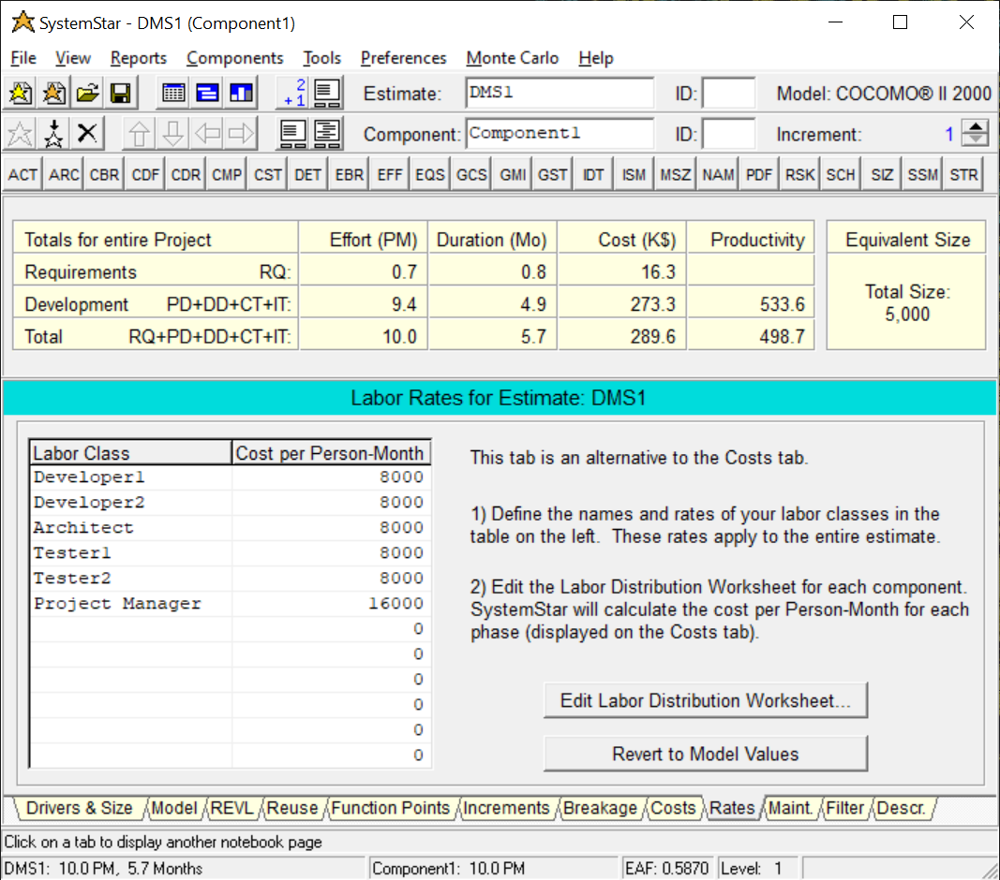 SystemStar - DMS1 (Component1)
File View Reports Components Tools Preferences Monte Carlo Help
2 +1 Estimate: DMS1 ID: Model: COCOMO® II 2000
Component: Component1 ID: Increment: 1
ACT ARC CBR CDF CDR CMP CST DET EBR EFF EQS GCS GMI GST IDT ISM MSZ NAM PDF RSK SCH SIZ SSM STR
Totals for entire Project Effort (PM) Duration (Mo) Cost (K$) Productivity Equivalent Size
Requirements RQ: 0.7 0.8 16.3
Development PD+DD+CT+IT: 9.4 4.9 273.3 533.6
Total RQ+PD+DD+CT+IT: 10.0 5.7 289.6 498.7
Total Size:
5,000
Labor Rates for Estimate: DMS1
Labor Class Cost per Person-Month
Developer1 8000
Developer2 8000
Architect 8000
Tester1 8000
Tester2 8000
Project Manager 16000
0
0
0
0
0
0
This tab is an alternative to the Costs tab.
1) Define the names and rates of your labor classes in the
table on the left. These rates apply to the entire estimate.
2) Edit the Labor Distribution Worksheet for each component.
SystemStar will calculate the cost per Person-Month for each
phase (displayed on the Costs tab).
Edit Labor Distribution Worksheet...
Revert to Model Values
Drivers & Size Model REVL Reuse Function Points Increments Breakage Costs Rates Maint. Filter Descr.
Click on a tab to display another notebook page
DMS1: 10.0 PM, 5.7 Months Component1: 10.0 PM EAF: 0.5870 Level: 1